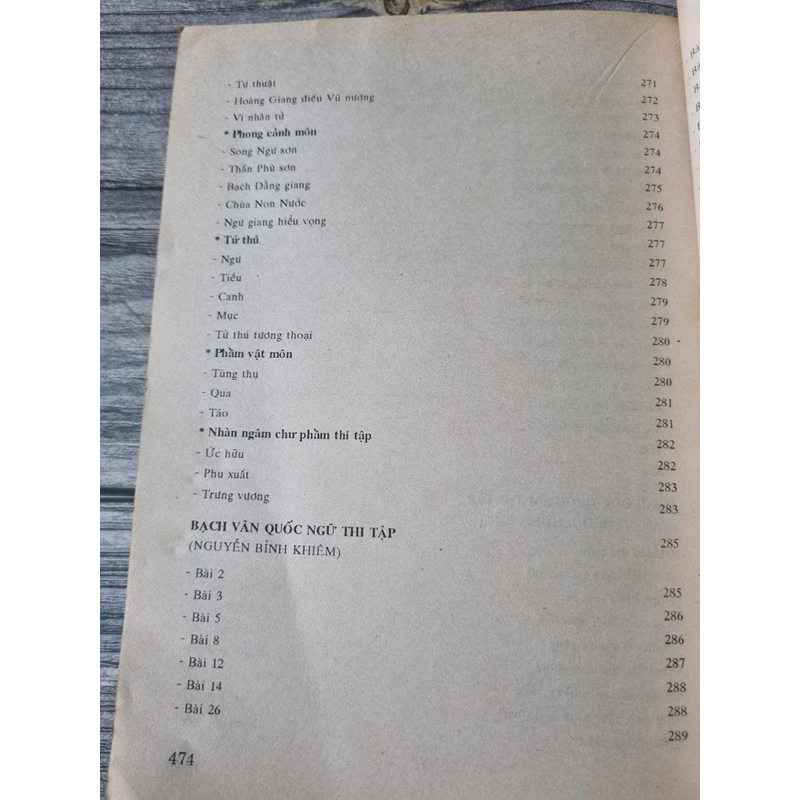 - Tứ thuật 271
- Hoàng Giang điếu Vũ nương 272
- Vi nhân tử 273
* Phong cảnh môn 274
- Song Ngư sơn 274
- Thần Phù sơn 274
- Bạch Đằng giang 275
- Chùa Non Nước 276
- Ngư giang hiểu vọng 277
* Tứ thú 277
- Ngư 277
- Tiều 278
- Canh 279
- Mục 279
- Tứ thú tương thoại 280
* Phẩm vật môn 280
- Tùng thụ 280
- Qua 281
- Táo 281
* Nhàn ngâm chư phẩm thi tập 282
- Ức hữu 282
- Phu xuất 283
- Trưng vương 283
BẠCH VÂN QUỐC NGỮ THI TẬP 285
(NGUYỄN BỈNH KHIÊM)
- Bài 2 285
- Bài 3 286
- Bài 5 286
- Bài 8 287
- Bài 12 288
- Bài 14 288
- Bài 26 289
474